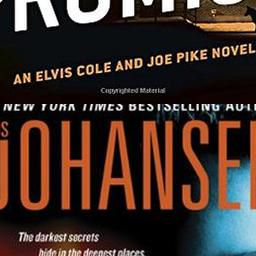 AN ELVIS COLE AND JOE PIKE NOVEL
Copyrighted Material
NEW YORK TIMES BESTSELLING
JOHANSE
The darkest secrets
hide in the deepest places